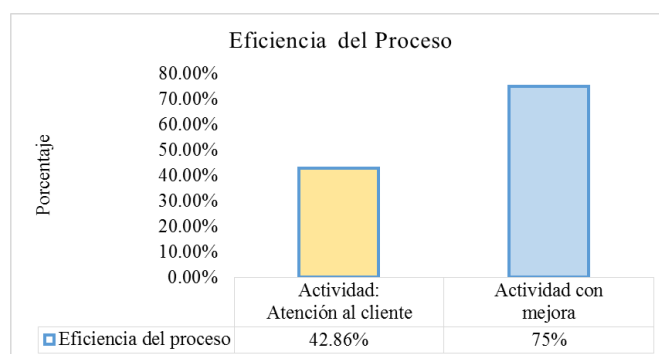 Eficiencia del Proceso
Porcentaje
80.00%
70.00%
60.00%
50.00%
40.00%
30.00%
20.00%
10.00%
0.00%
Actividad:
Atención al cliente
Actividad con
mejora
Eficiencia del proceso 42.86% 75%